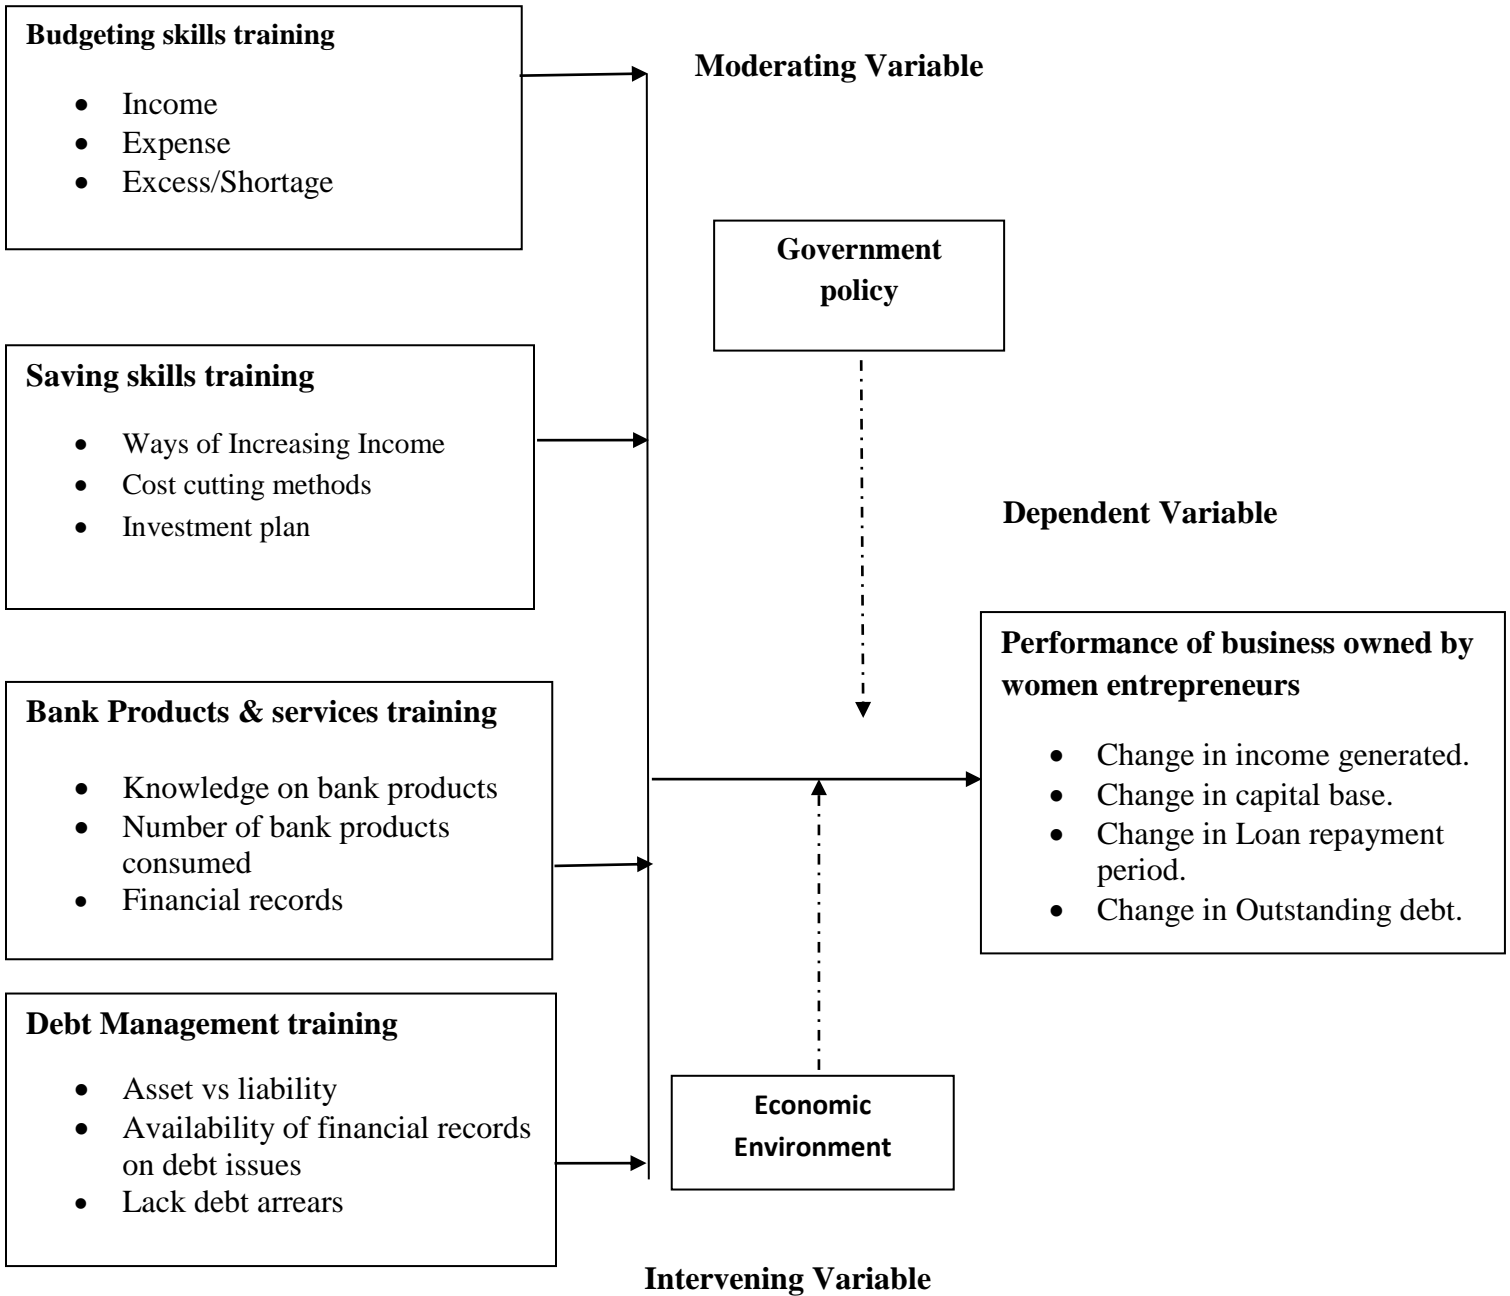 Budgeting skills training
• Income
• Expense
• Excess/Shortage
Moderating Variable
Government
policy
Saving skills training
• Ways of Increasing Income
• Cost cutting methods
• Investment plan
Dependent Variable
Performance of business owned by
women entrepreneurs
• Change in income generated.
• Change in capital base.
• Change in Loan repayment
period.
• Change in Outstanding debt.
Bank Products & services training
• Knowledge on bank products
• Number of bank products
consumed
• Financial records
Debt Management training
• Asset vs liability
• Availability of financial records
on debt issues
• Lack debt arrears
Economic
Environment
Intervening Variable